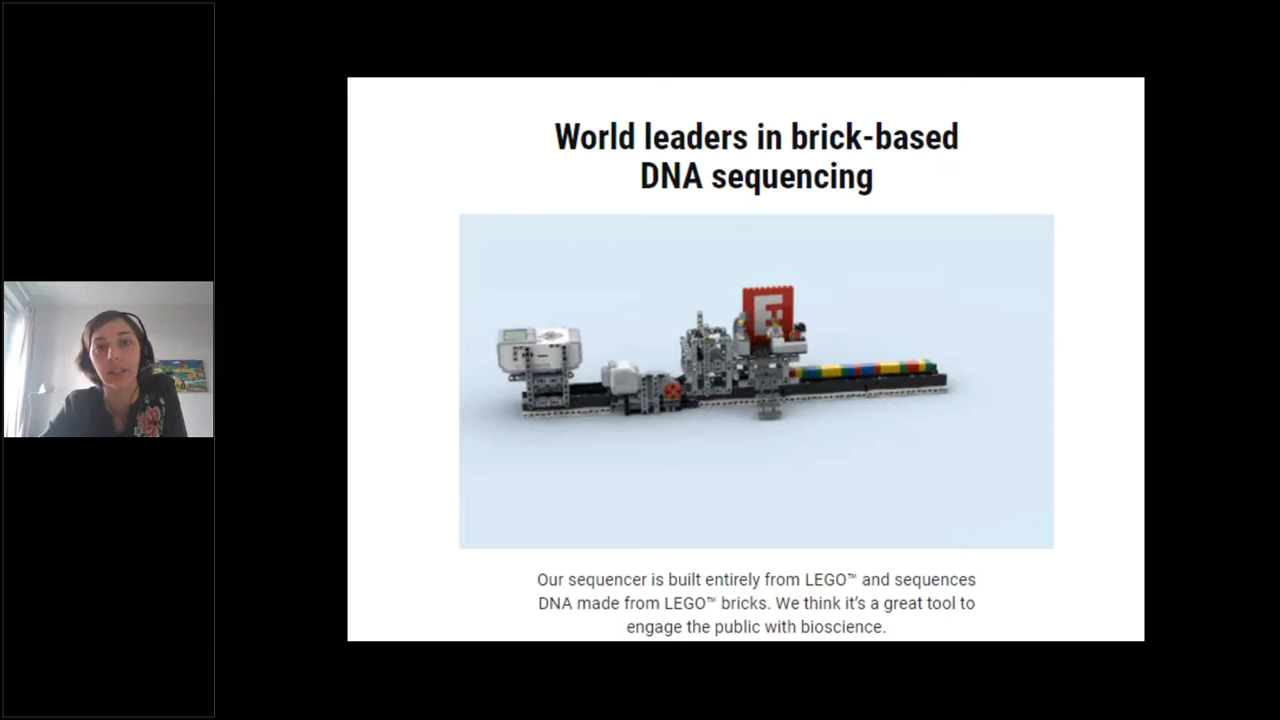 World leaders in brick-based
DNA sequencing
F
Our sequencer is built entirely from LEGO™ and sequences
DNA made from LEGO™ bricks. We think it’s a great tool to
engage the public with bioscience.